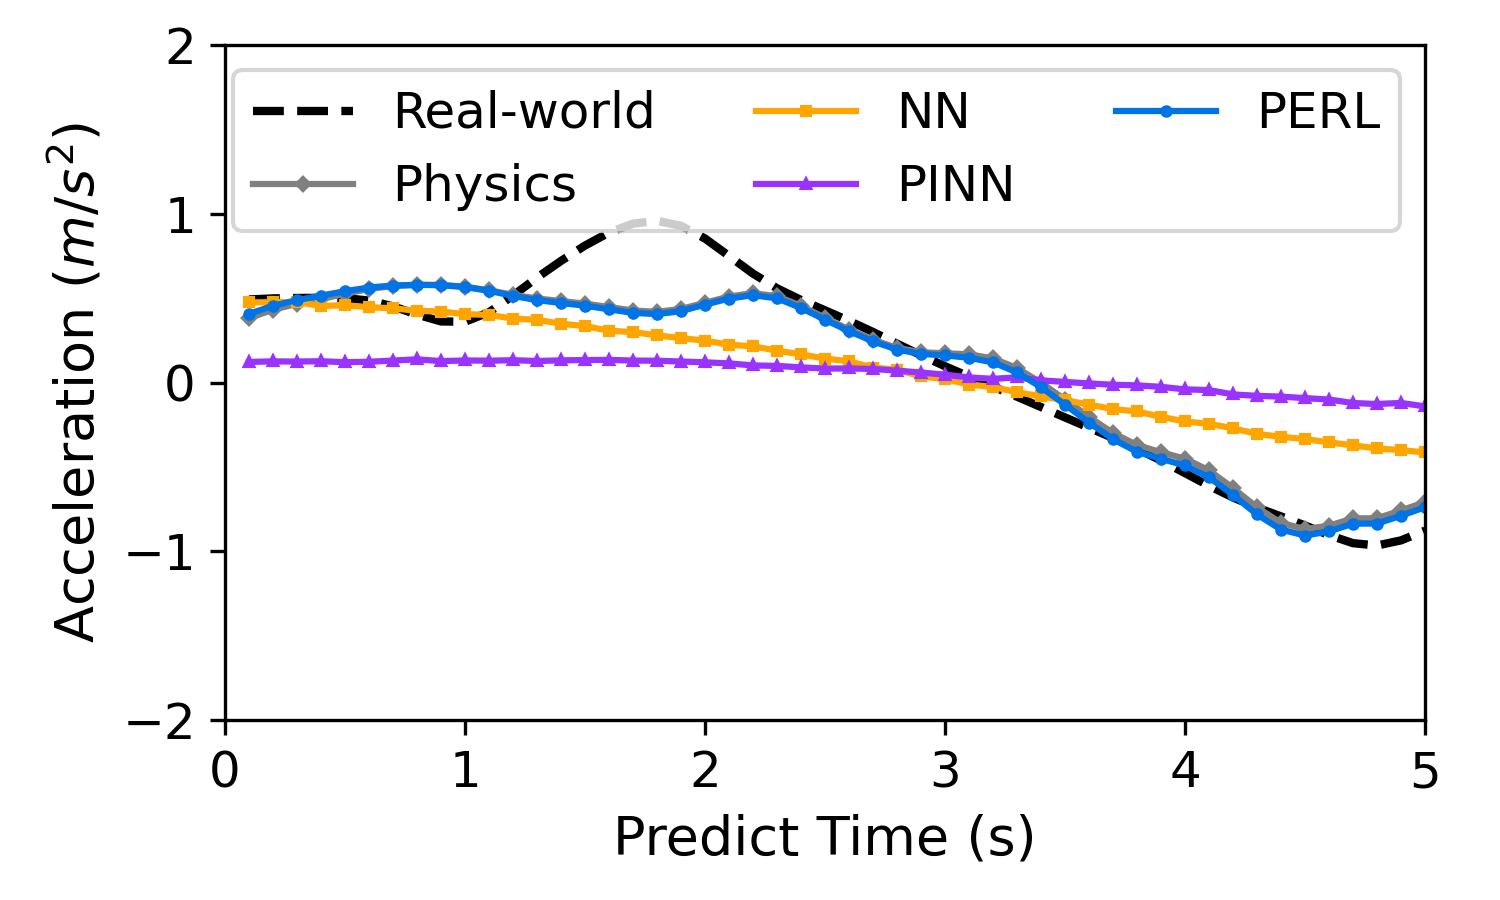 2
1
0
−1
−2
Acceleration (m/s²)
Real-world
Physics
NN
PINN
PERL
0 1 2 3 4 5
Predict Time (s)